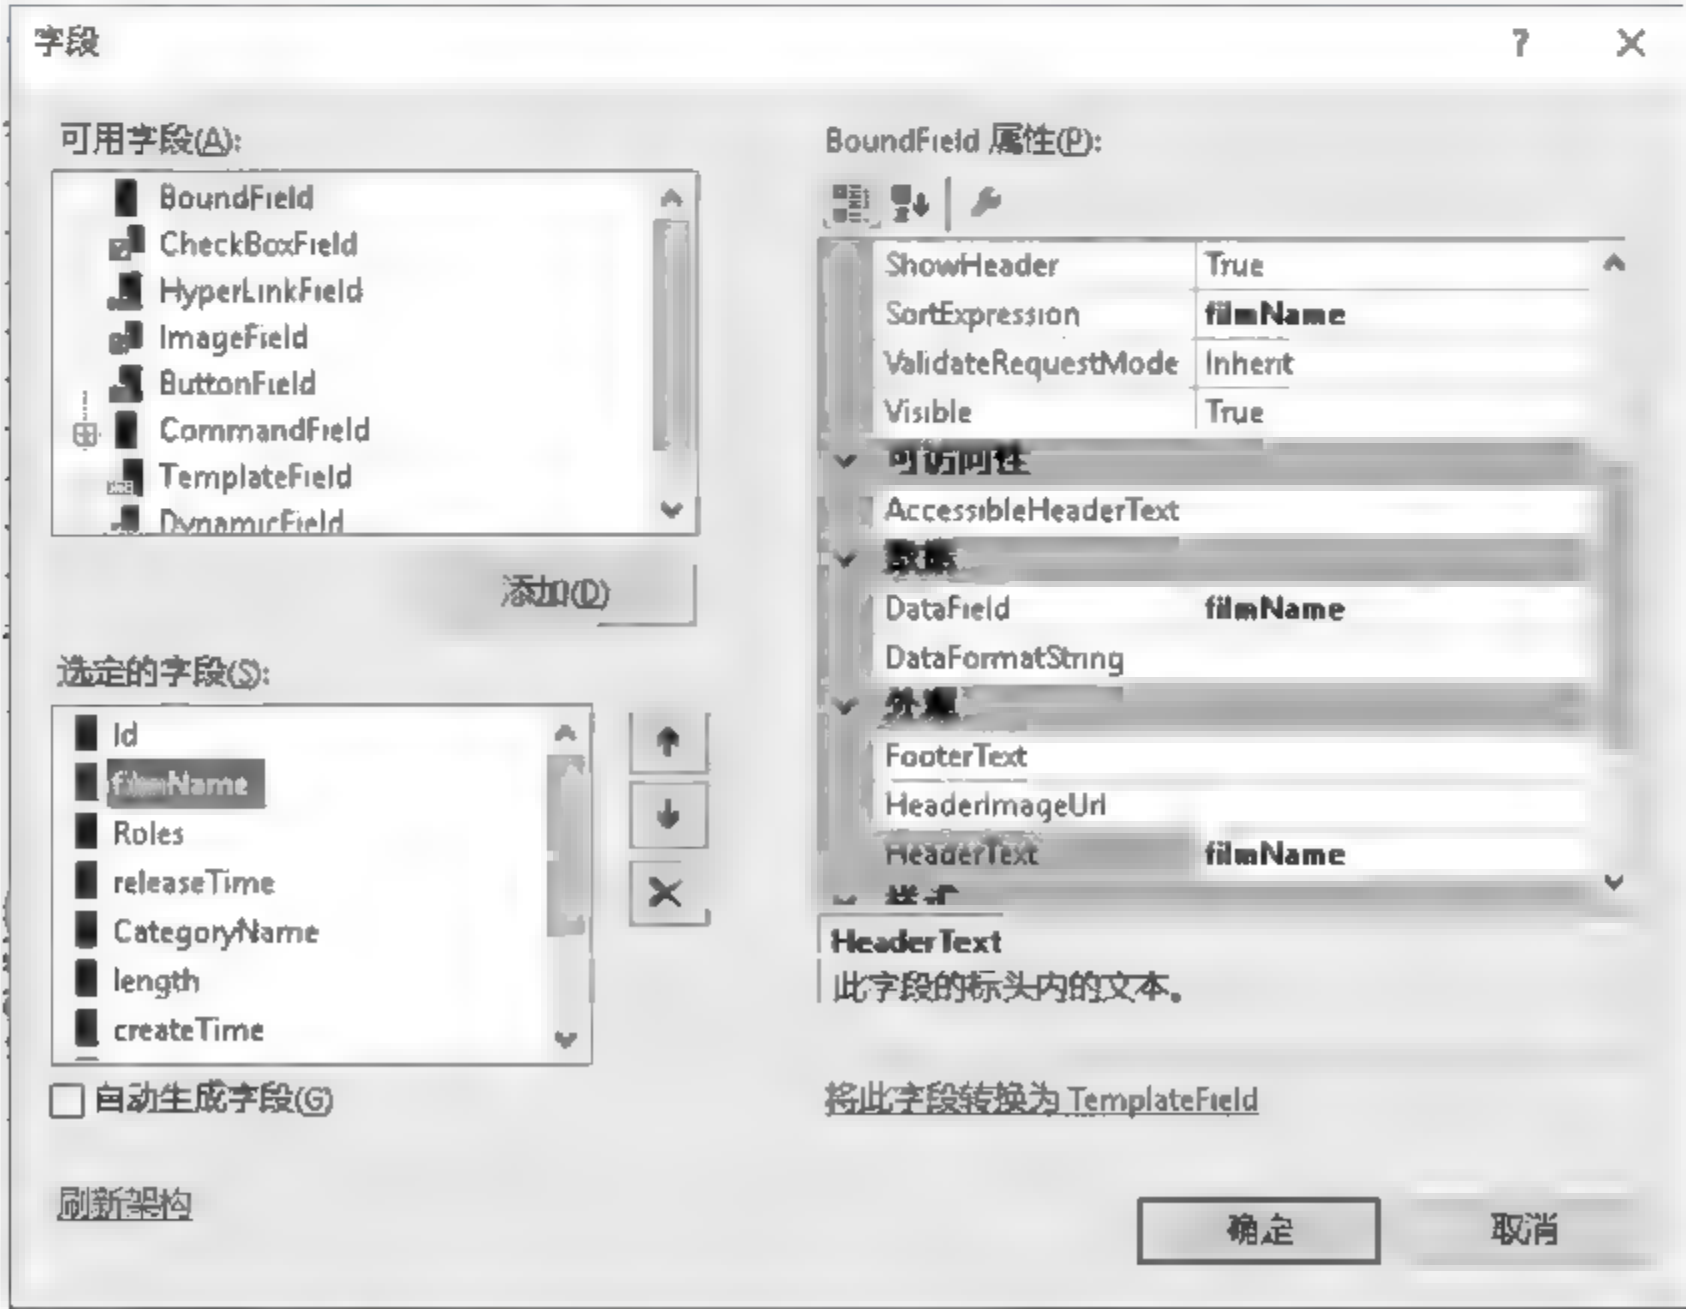 字段
?
可用字段(A):
BoundField
CheckBoxField
HyperLinkField
ImageField
ButtonField
CommandField
TemplateField
DynamicField
添加(D)
选定的字段(S):
Id
filmName
Roles
releaseTime
CategoryName
length
createTime
自动生成字段(G)
刷新架构
BoundField 属性(P):
ShowHeader True
SortExpression filmName
ValidateRequestMode Inherit
Visible True
可访问性
AccessibleHeaderText
数据
DataField filmName
DataFormatString
外观
FooterText
HeaderImageUrl
HeaderText filmName
样式
HeaderText
此字段的标头内的文本。
将此字段转换为 TemplateField
确定
取消